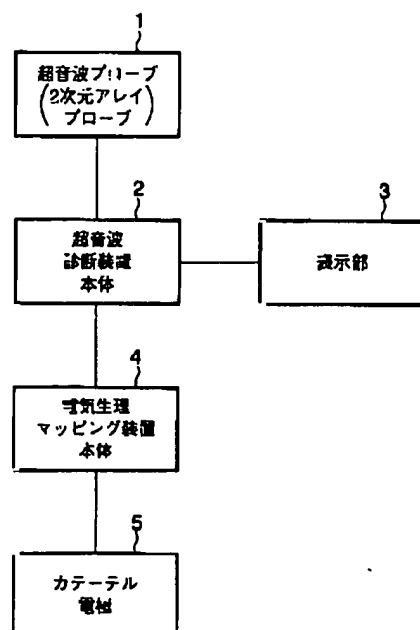 1
超音波プローブ
(2次元アレイ
プローブ)
2
超音波
診断装置
本体
3
表示部
4
電気生理
マッピング装置
本体
5
カテーテル
電極